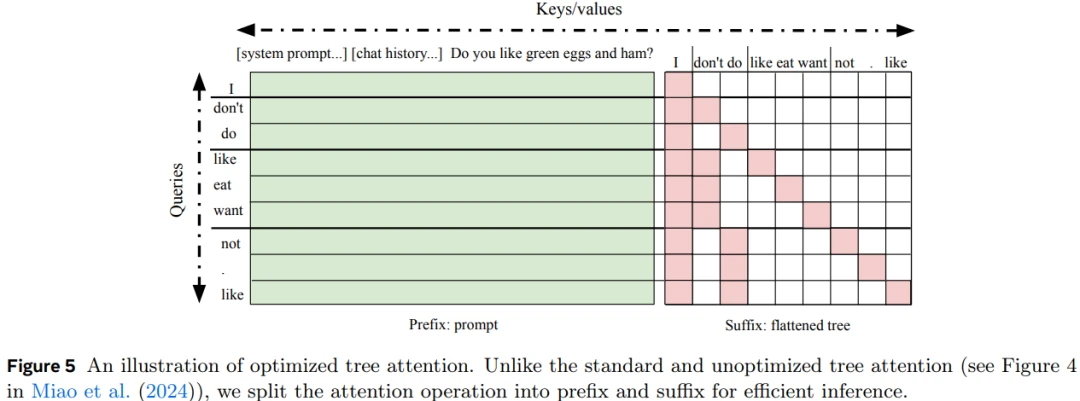 Keys/values
[system prompt...] [chat history...] Do you like green eggs and ham?
I don't do like eat want not . like
Queries
I
don't
do
like
eat
want
not
.
like
Prefix: prompt
Suffix: flattened tree
Figure 5 An illustration of optimized tree attention. Unlike the standard and unoptimized tree attention (see Figure 4
in Miao et al. (2024)), we split the attention operation into prefix and suffix for efficient inference.